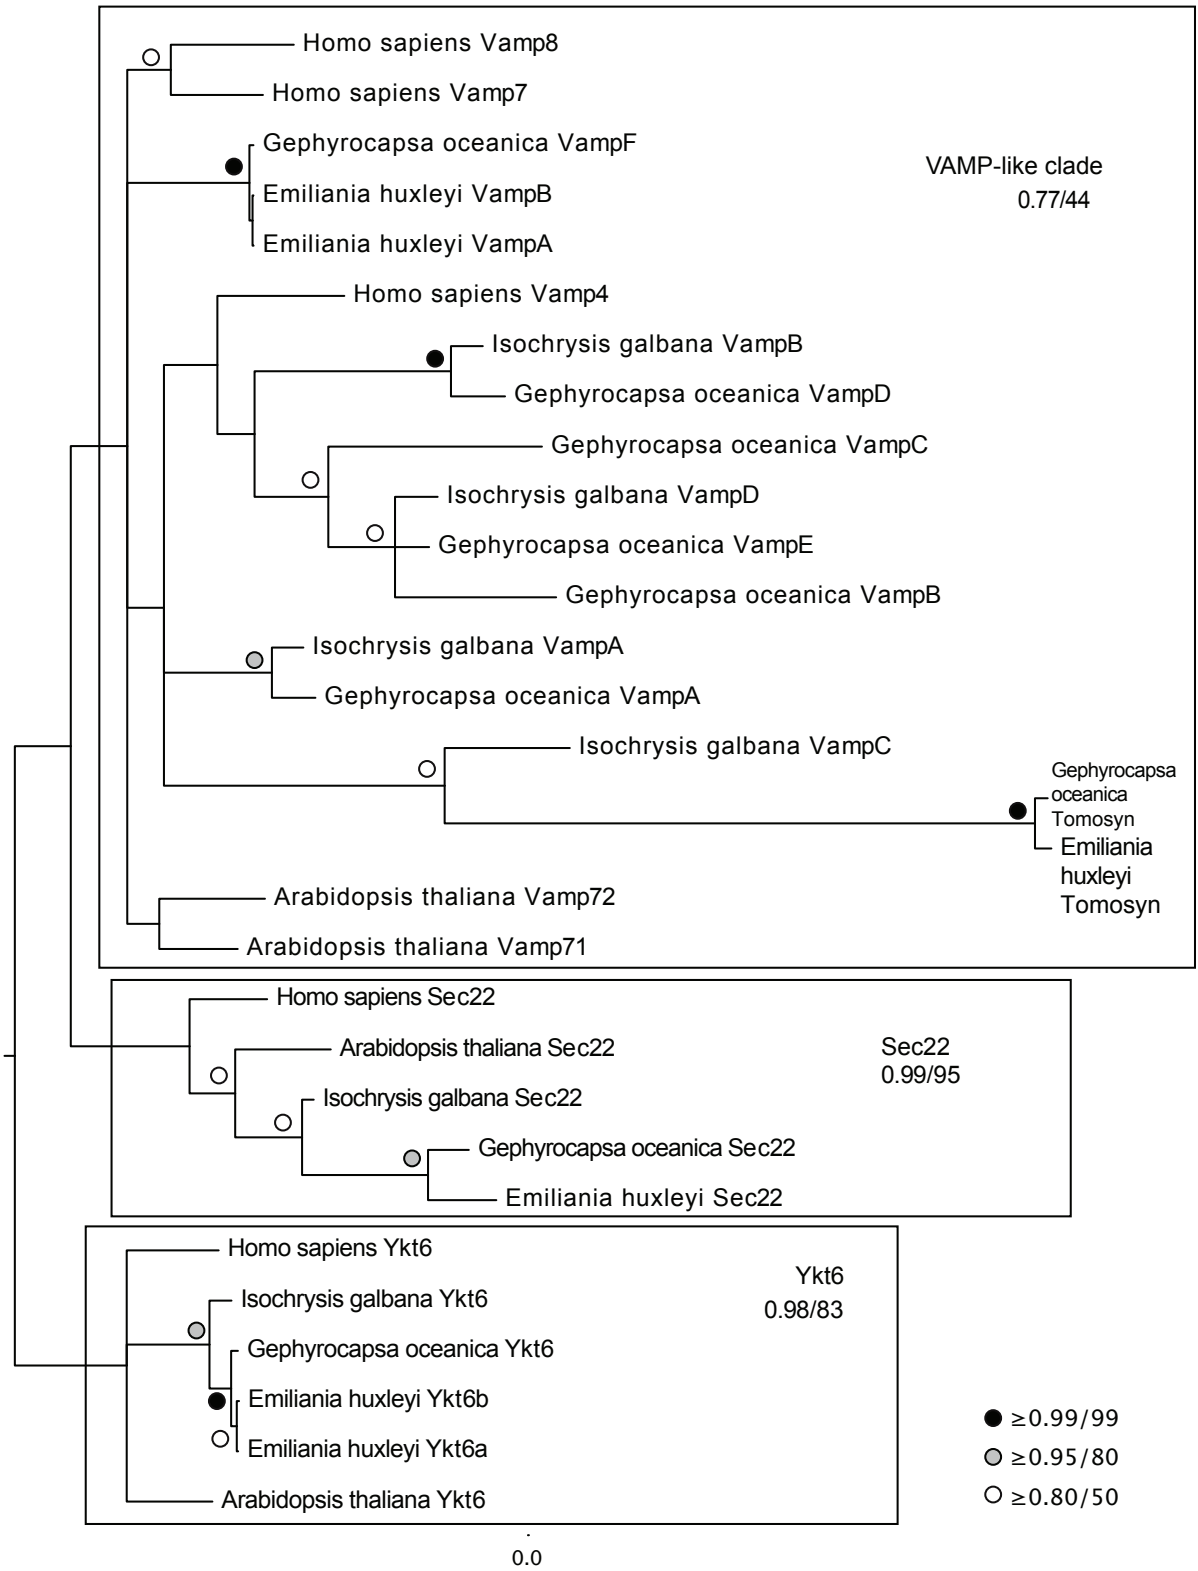 Homo sapiens Vamp8
Homo sapiens Vamp7
Gephyrocapsa oceanica VampF
VAMP-like clade
0.77/44
Emiliania huxleyi VampB
Emiliania huxleyi VampA
Homo sapiens Vamp4
Isochrysis galbana VampB
Gephyrocapsa oceanica VampD
Gephyrocapsa oceanica VampC
Isochrysis galbana VampD
Gephyrocapsa oceanica VampE
Gephyrocapsa oceanica VampB
Isochrysis galbana VampA
Gephyrocapsa oceanica VampA
Isochrysis galbana VampC
Gephyrocapsa
oceanica
Tomosyn
Emiliania
huxleyi
Tomosyn
Arabidopsis thaliana Vamp72
Arabidopsis thaliana Vamp71
Homo sapiens Sec22
Arabidopsis thaliana Sec22
Sec22
0.99/95
Isochrysis galbana Sec22
Gephyrocapsa oceanica Sec22
Emiliania huxleyi Sec22
Homo sapiens Ykt6
Ykt6
0.98/83
Isochrysis galbana Ykt6
Gephyrocapsa oceanica Ykt6
Emiliania huxleyi Ykt6b
Emiliania huxleyi Ykt6a
Arabidopsis thaliana Ykt6
≥0.99/99
≥0.95/80
≥0.80/50
0.0